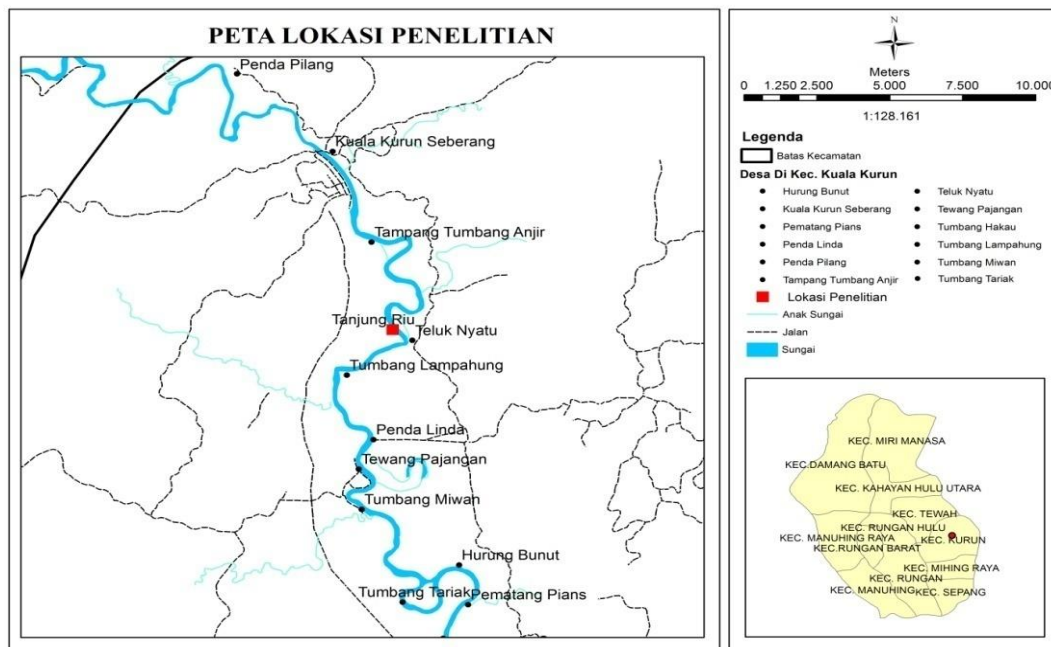 PETA LOKASI PENELITIAN
Penda Pilang
Kuala Kurun Seberang
Tampang Tumbang Anjir
Tanjung Riu
Teluk Nyatu
Tumbang Lampahung
Penda Linda
Tewang Pajangan
Tumbang Miwan
Hurung Bunut
Tumbang Tariak
Pematang Pians
N
Meters
0 1.250 2.500 5.000 7.500 10.000
1:128.161
Legenda
Batas Kecamatan
Desa Di Kec. Kuala Kurun
Hurung Bunut
Kuala Kurun Seberang
Pematang Pians
Penda Linda
Penda Pilang
Tampang Tumbang Anjir
Teluk Nyatu
Tewang Pajangan
Tumbang Hakau
Tumbang Lampahung
Tumbang Miwan
Tumbang Tariak
Lokasi Penelitian
Anak Sungai
Jalan
Sungai
KEC. MIRI MANASA
KEC.DAMANG BATU
KEC. KAHAYAN HULU UTARA
KEC. TEWAH
KEC. RUNGAN HULU
KEC. MANUHING RAYA
KEC. KURUN
KEC.RUNGAN BARAT
KEC. MIHING RAYA
KEC. RUNGAN
KEC. MANUHING
KEC. SEPANG